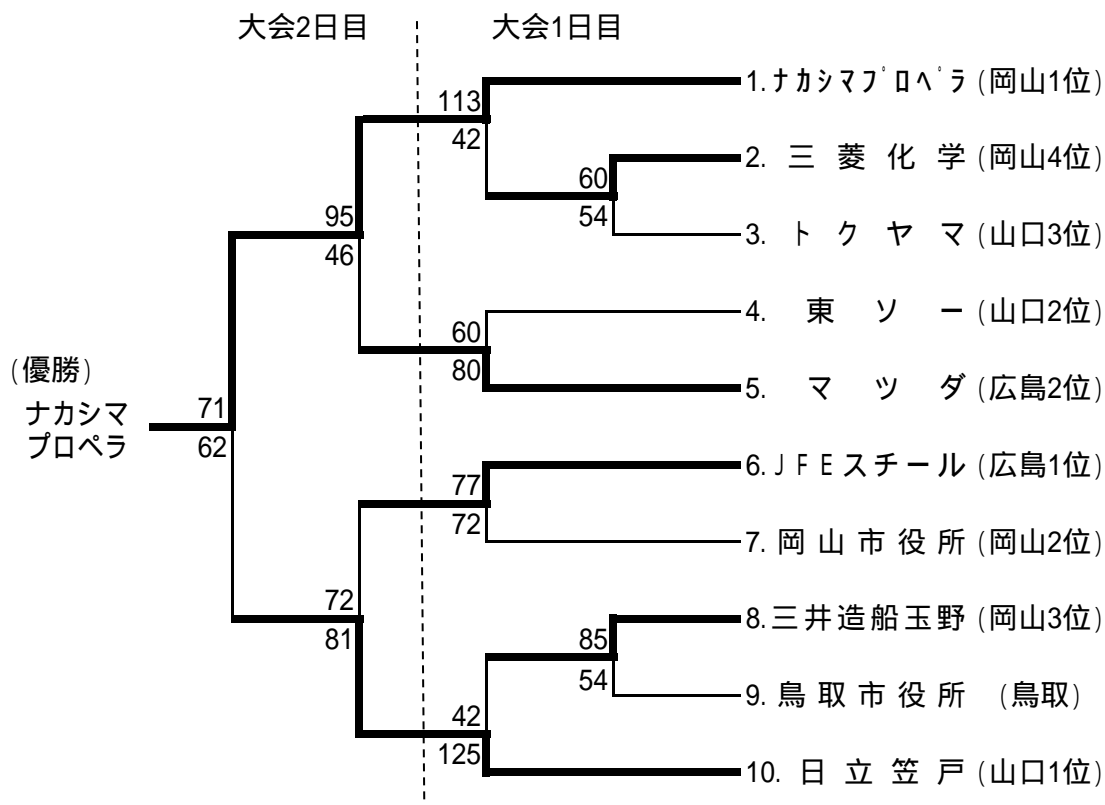 大会2日目 大会1日目
1.ナカシマプロペラ(岡山1位)
113
42
2. 三菱化学(岡山4位)
60
54
3. トクヤマ(山口3位)
95
46
4. 東ソー(山口2位)
60
80
5. マツダ(広島2位)
(優勝)
ナカシマ
プロペラ
71
62
6.JFEスチール(広島1位)
77
72
7. 岡山市役所(岡山2位)
72
81
8.三井造船玉野(岡山3位)
85
54
9. 鳥取市役所 (鳥取)
42
125
10. 日立笠戸(山口1位)